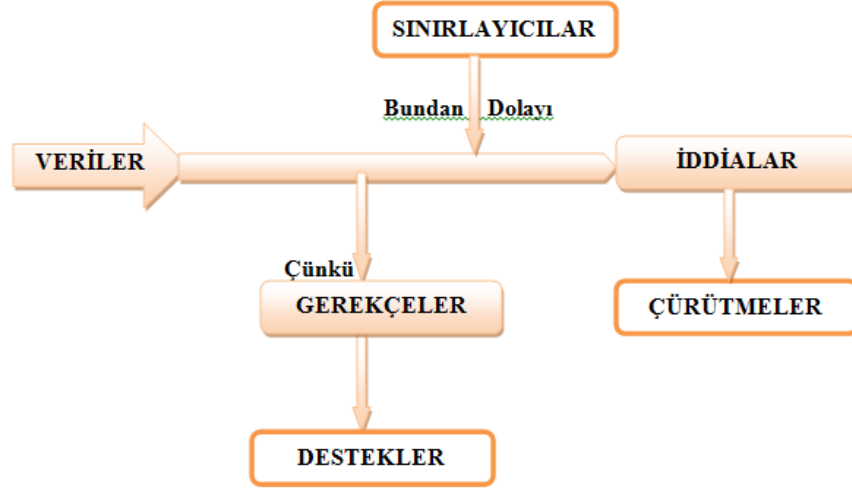 SINIRLAYICILAR
Bundan Dolayı
VERİLER
İDDİALAR
Çünkü
GEREKÇELER
ÇÜRÜTMELER
DESTEKLER